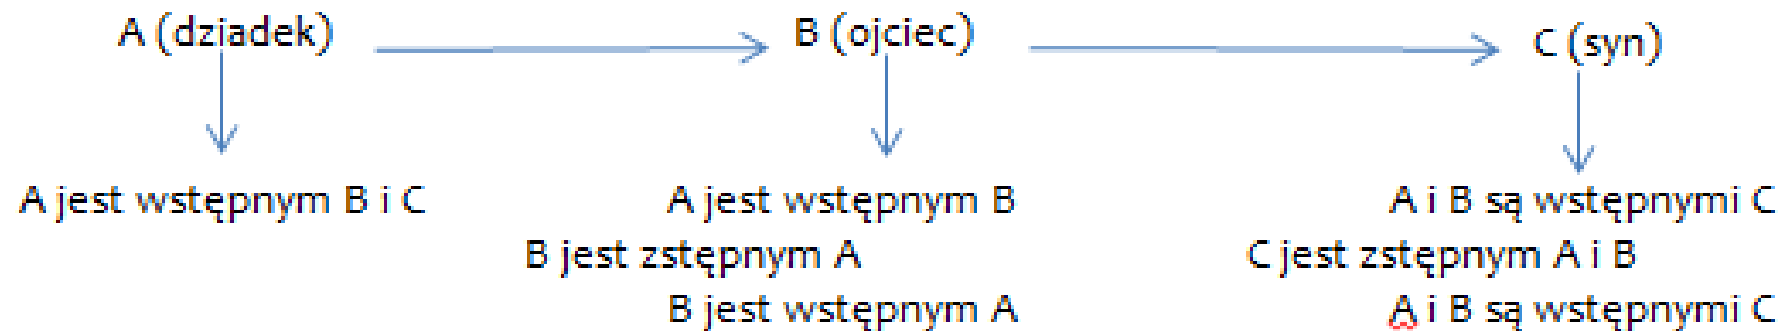 A (dziadek) B (ojciec) C (syn)
A jest wstępnym B i C A jest wstępnym B A i B są wstępnymi C
B jest zstępnym A C jest zstępnym A i B
B jest wstępnym A A i B są wstępnymi C